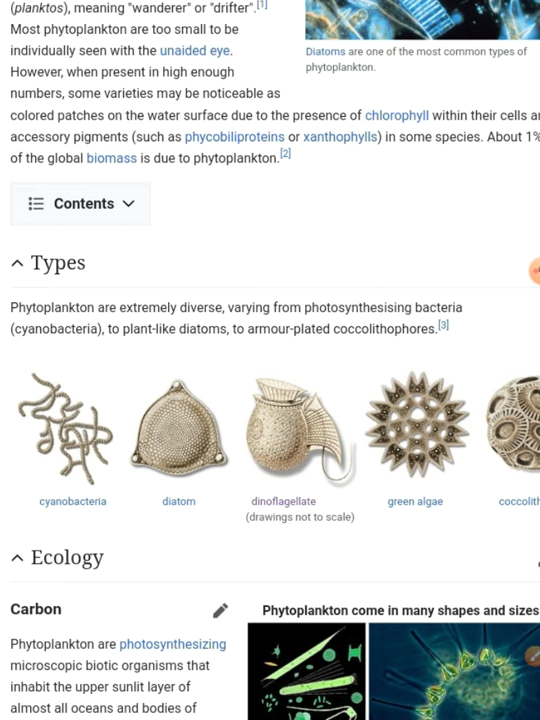 (planktos), meaning "wanderer" or "drifter".[1]
Most phytoplankton are too small to be
individually seen with the unaided eye.
However, when present in high enough
numbers, some varieties may be noticeable as
colored patches on the water surface due to the presence of chlorophyll within their cells
accessory pigments (such as phycobiliproteins or xanthophylls) in some species. About 1%
of the global biomass is due to phytoplankton.[2]
Diatoms are one of the most common types of
phytoplankton.
Contents
Types
Phytoplankton are extremely diverse, varying from photosynthesising bacteria
(cyanobacteria), to plant-like diatoms, to armour-plated coccolithophores.[3]
cyanobacteria
diatom
dinoflagellate
green algae
(drawings not to scale)
Ecology
Carbon
Phytoplankton come in many shapes and sizes
Phytoplankton are photosynthesizing
microscopic biotic organisms that
inhabit the upper sunlit layer of
almost all oceans and bodies of